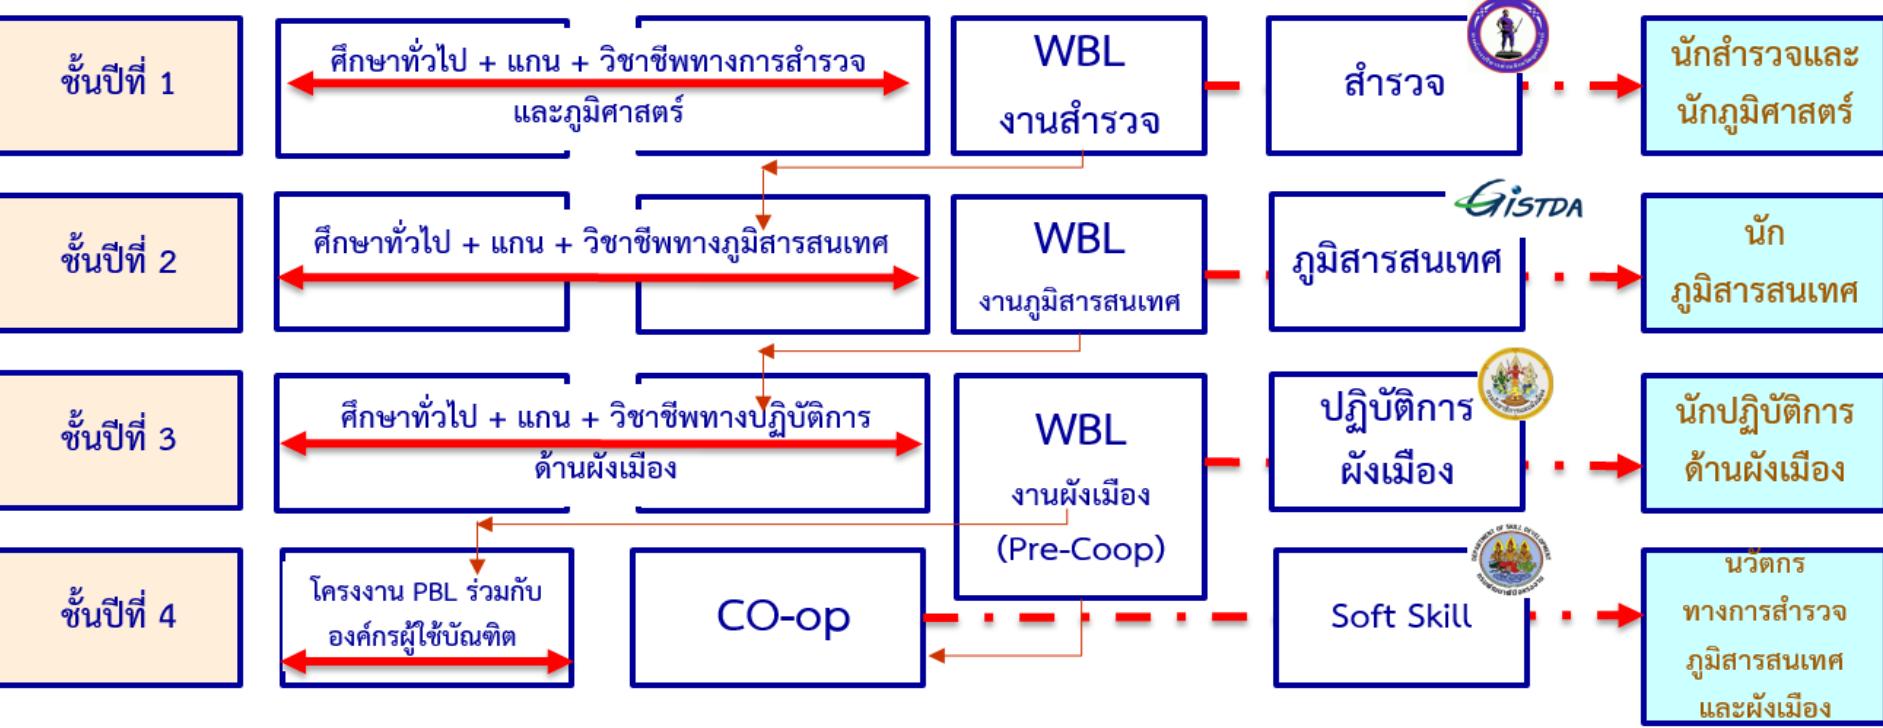 ชั้นปีที่ 1
ศึกษาทั่วไป + แกน + วิชาชีพทางการสำรวจ
และภูมิศาสตร์
WBL
งานสำรวจ
สำรวจ
นักสำรวจและ
นักภูมิศาสตร์
ชั้นปีที่ 2
ศึกษาทั่วไป + แกน + วิชาชีพทางภูมิสารสนเทศ
WBL
งานภูมิสารสนเทศ
GISTDA
ภูมิสารสนเทศ
นัก
ภูมิสารสนเทศ
ชั้นปีที่ 3
ศึกษาทั่วไป + แกน + วิชาชีพทางปฏิบัติการ
ด้านผังเมือง
WBL
งานผังเมือง
(Pre-Coop)
ปฏิบัติการ
ผังเมือง
นักปฏิบัติการ
ด้านผังเมือง
ชั้นปีที่ 4
โครงงาน PBL ร่วมกับ
องค์กรผู้ใช้บัณฑิต
CO-op
DEPARTMENT OF SKILL DEVELOPMENT
Soft Skill
นวัตกร
ทางการสำรวจ
ภูมิสารสนเทศ
และผังเมือง